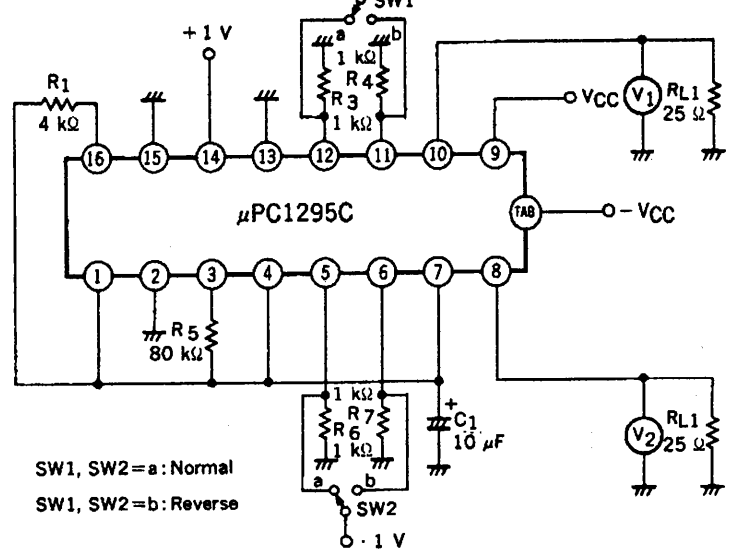 SW1
+1 V
a
b
1 kΩ
R1
R3
R4
VCC
V1
RL1
25 Ω
4 kΩ
1 kΩ
16
15
14
13
12
11
10
9
μPC1295C
TAB
-VCC
1
2
3
4
5
6
7
8
R5
80 kΩ
1 kΩ
+
R6
R7
C1
10 μF
V2
RL1
25 Ω
1 kΩ
SW1, SW2=a: Normal
a
b
SW1, SW2=b: Reverse
SW2
· 1 V